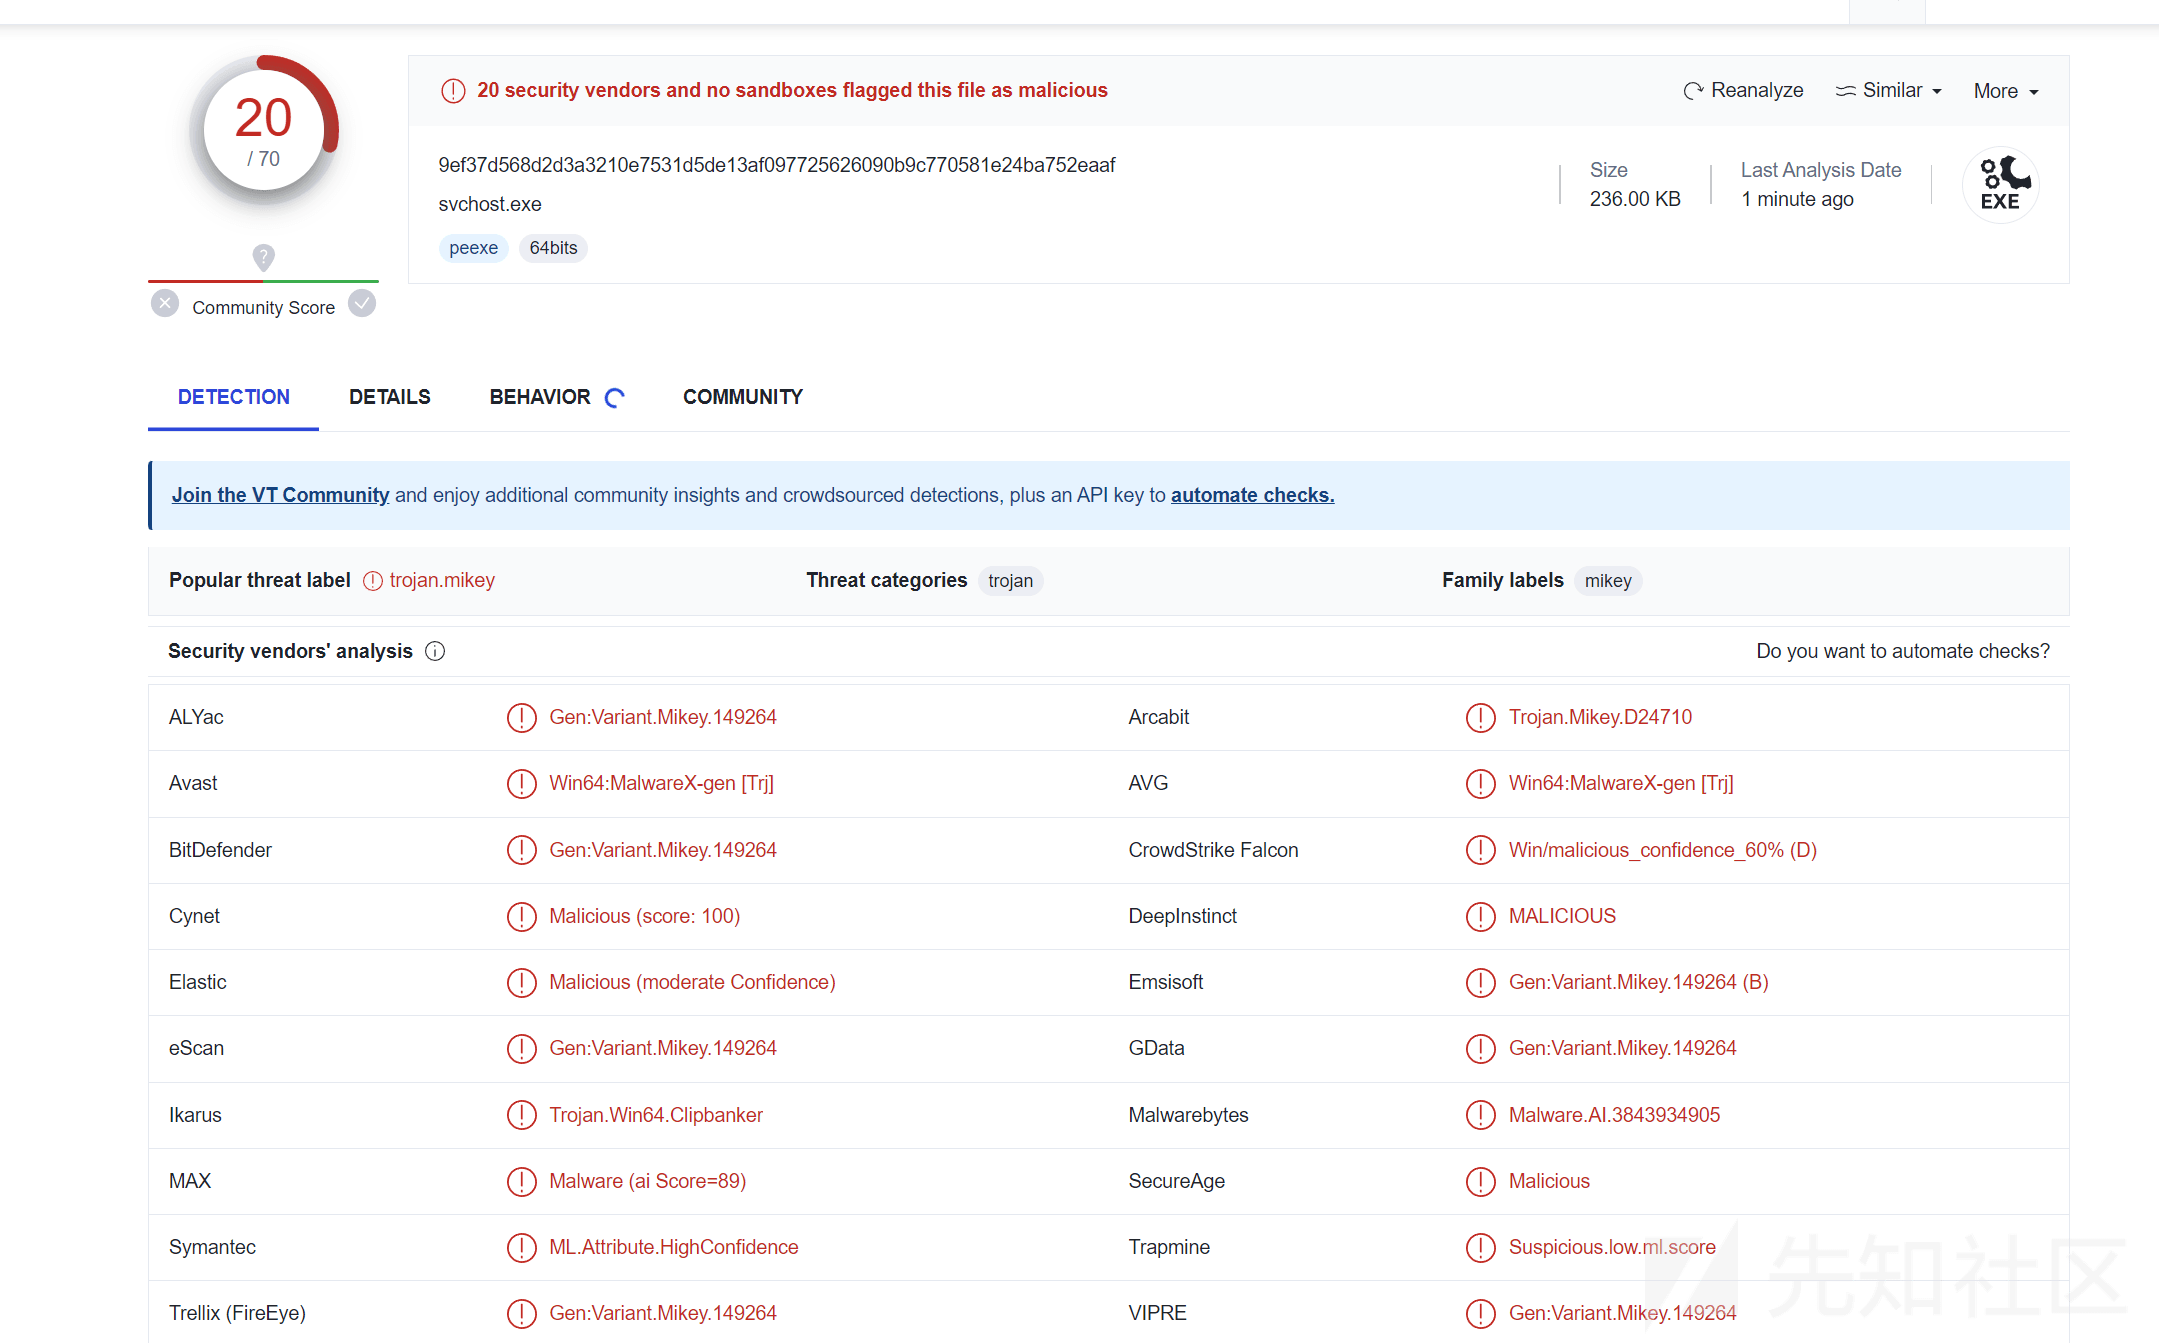 20
/ 70
Community Score
20 security vendors and no sandboxes flagged this file as malicious
Reanalyze Similar More
9ef37d568d2d3a3210e7531d5de13af097725626090b9c770581e24ba752eaaf
svchost.exe
peexe 64bits
Size
236.00 KB
Last Analysis Date
1 minute ago
EXE
DETECTION DETAILS BEHAVIOR COMMUNITY
Join the VT Community and enjoy additional community insights and crowdsourced detections, plus an API key to automate checks.
Popular threat label trojan.mikey Threat categories trojan Family labels mikey
Security vendors' analysis Do you want to automate checks?
ALYac Gen:Variant.Mikey.149264 Arcabit Trojan.Mikey.D24710
Avast Win64:MalwareX-gen [Trj] AVG Win64:MalwareX-gen [Trj]
BitDefender Gen:Variant.Mikey.149264 CrowdStrike Falcon Win/malicious_confidence_60% (D)
Cynet Malicious (score: 100) DeepInstinct MALICIOUS
Elastic Malicious (moderate Confidence) Emsisoft Gen:Variant.Mikey.149264 (B)
eScan Gen:Variant.Mikey.149264 GData Gen:Variant.Mikey.149264
Ikarus Trojan.Win64.Clipbanker Malwarebytes Malware.AI.3843934905
MAX Malware (ai Score=89) SecureAge Malicious
Symantec ML.Attribute.HighConfidence Trapmine Suspicious.low.ml.score
Trellix (FireEye) Gen:Variant.Mikey.149264 VIPRE Gen:Variant.Mikey.149264
先知社区